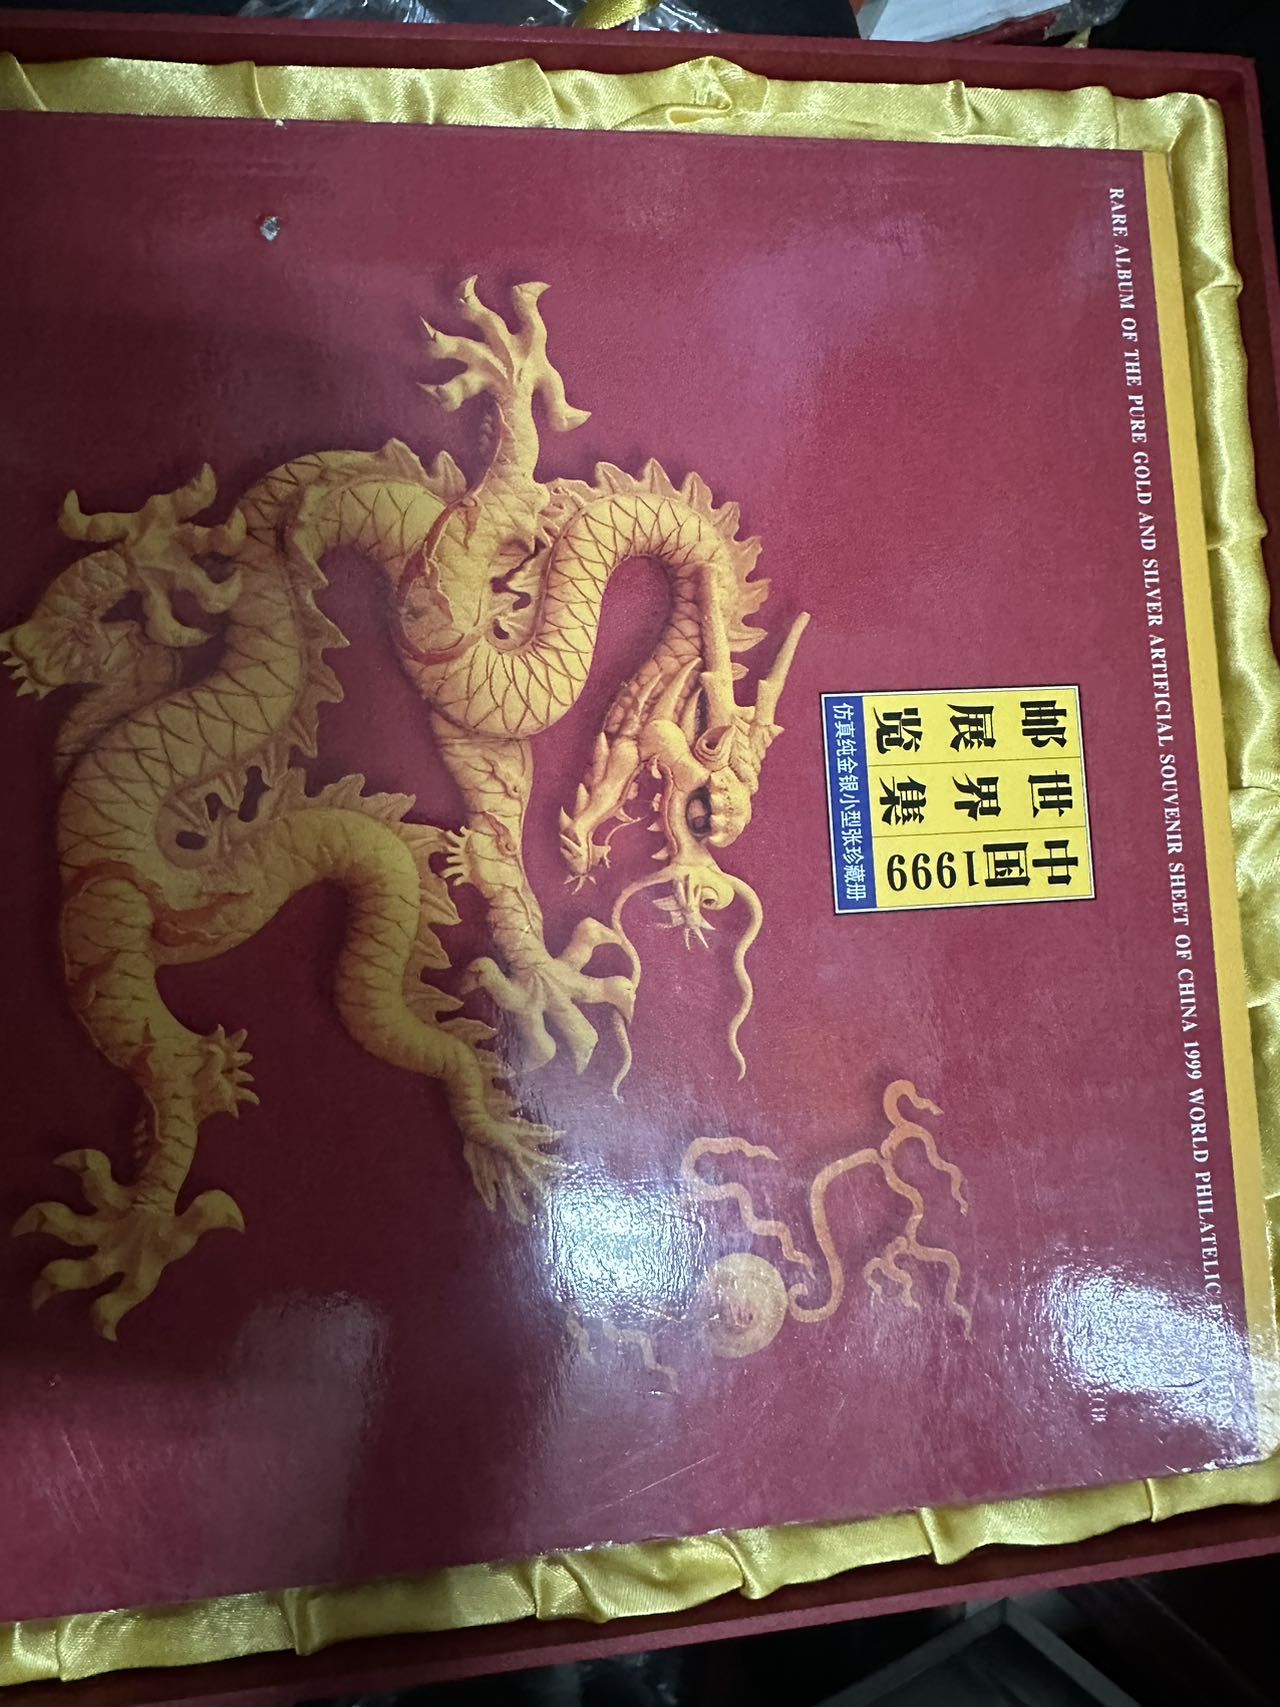 RARE ALBUM OF THE PURE GOLD AND SILVER ARTIFICIAL SOUVENIR SHEET OF CHINA 1999 WORLD PHILATELIC
中国1999
世界集
邮展览
仿真纯金银小型张珍藏册